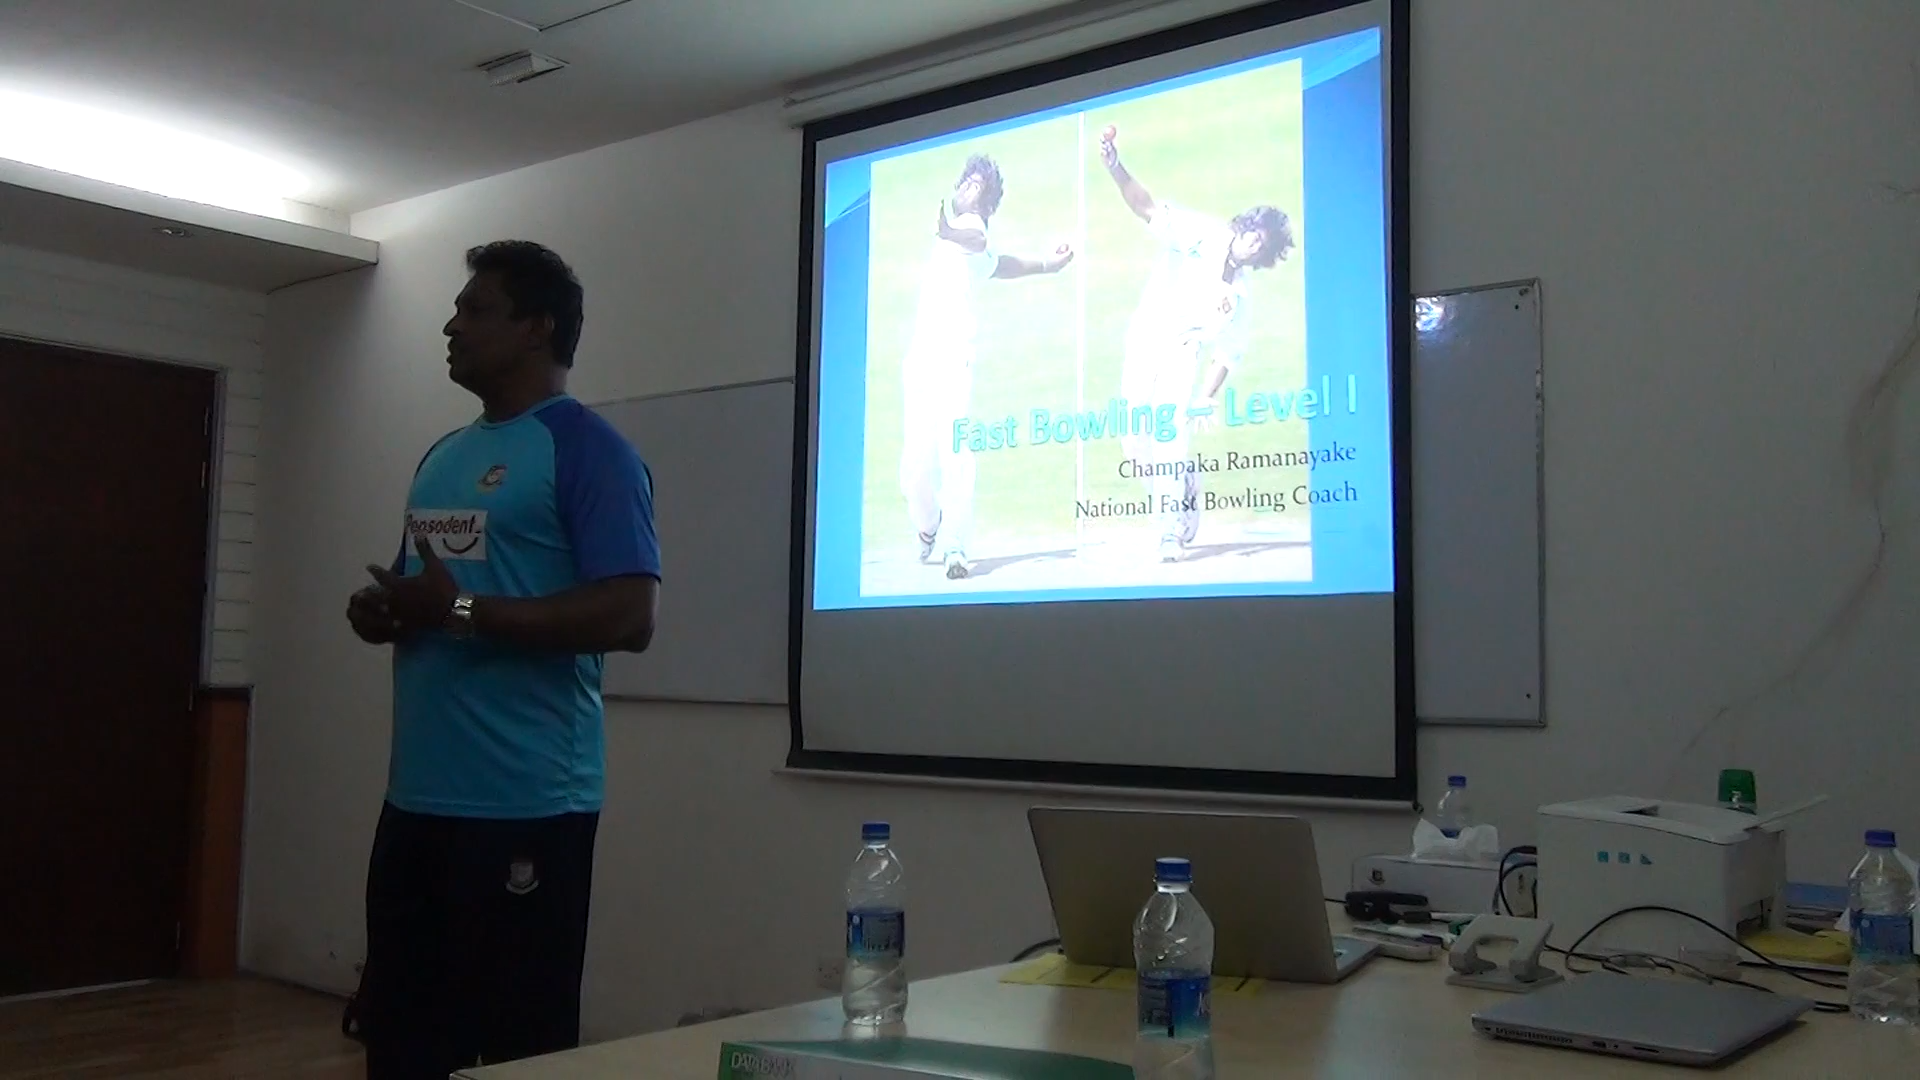 Fast Bowling – Level I
Champaka Ramanayake
National Fast Bowling Coach
Pepsodent